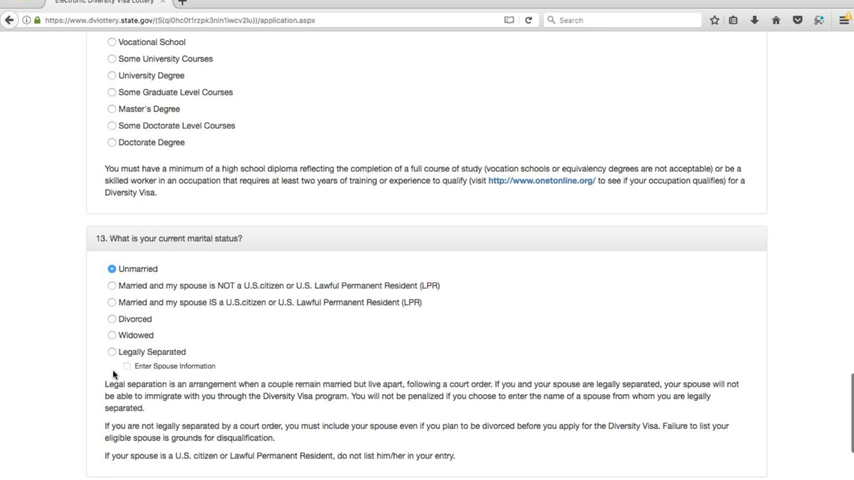 Electronic Diversity Visa Lottery
https://www.dvlottery.state.gov/(S(qi0hc0t1rzpk3nln1iwcv2lu))/application.aspx
Search
Vocational School
Some University Courses
University Degree
Some Graduate Level Courses
Master's Degree
Some Doctorate Level Courses
Doctorate Degree
You must have a minimum of a high school diploma reflecting the completion of a full course of study (vocation schools or equivalency degrees are not acceptable) or be a
skilled worker in an occupation that requires at least two years of training or experience to qualify (visit http://www.onetonline.org/ to see if your occupation qualifies) for a
Diversity Visa.
13. What is your current marital status?
Unmarried
Married and my spouse is NOT a U.S.citizen or U.S. Lawful Permanent Resident (LPR)
Married and my spouse IS a U.S.citizen or U.S. Lawful Permanent Resident (LPR)
Divorced
Widowed
Legally Separated
Enter Spouse Information
Legal separation is an arrangement when a couple remain married but live apart, following a court order. If you and your spouse are legally separated, your spouse will not
be able to immigrate with you through the Diversity Visa program. You will not be penalized if you choose to enter the name of a spouse from whom you are legally
separated.
If you are not legally separated by a court order, you must include your spouse even if you plan to be divorced before you apply for the Diversity Visa. Failure to list your
eligible spouse is grounds for disqualification.
If your spouse is a U.S. citizen or Lawful Permanent Resident, do not list him/her in your entry.